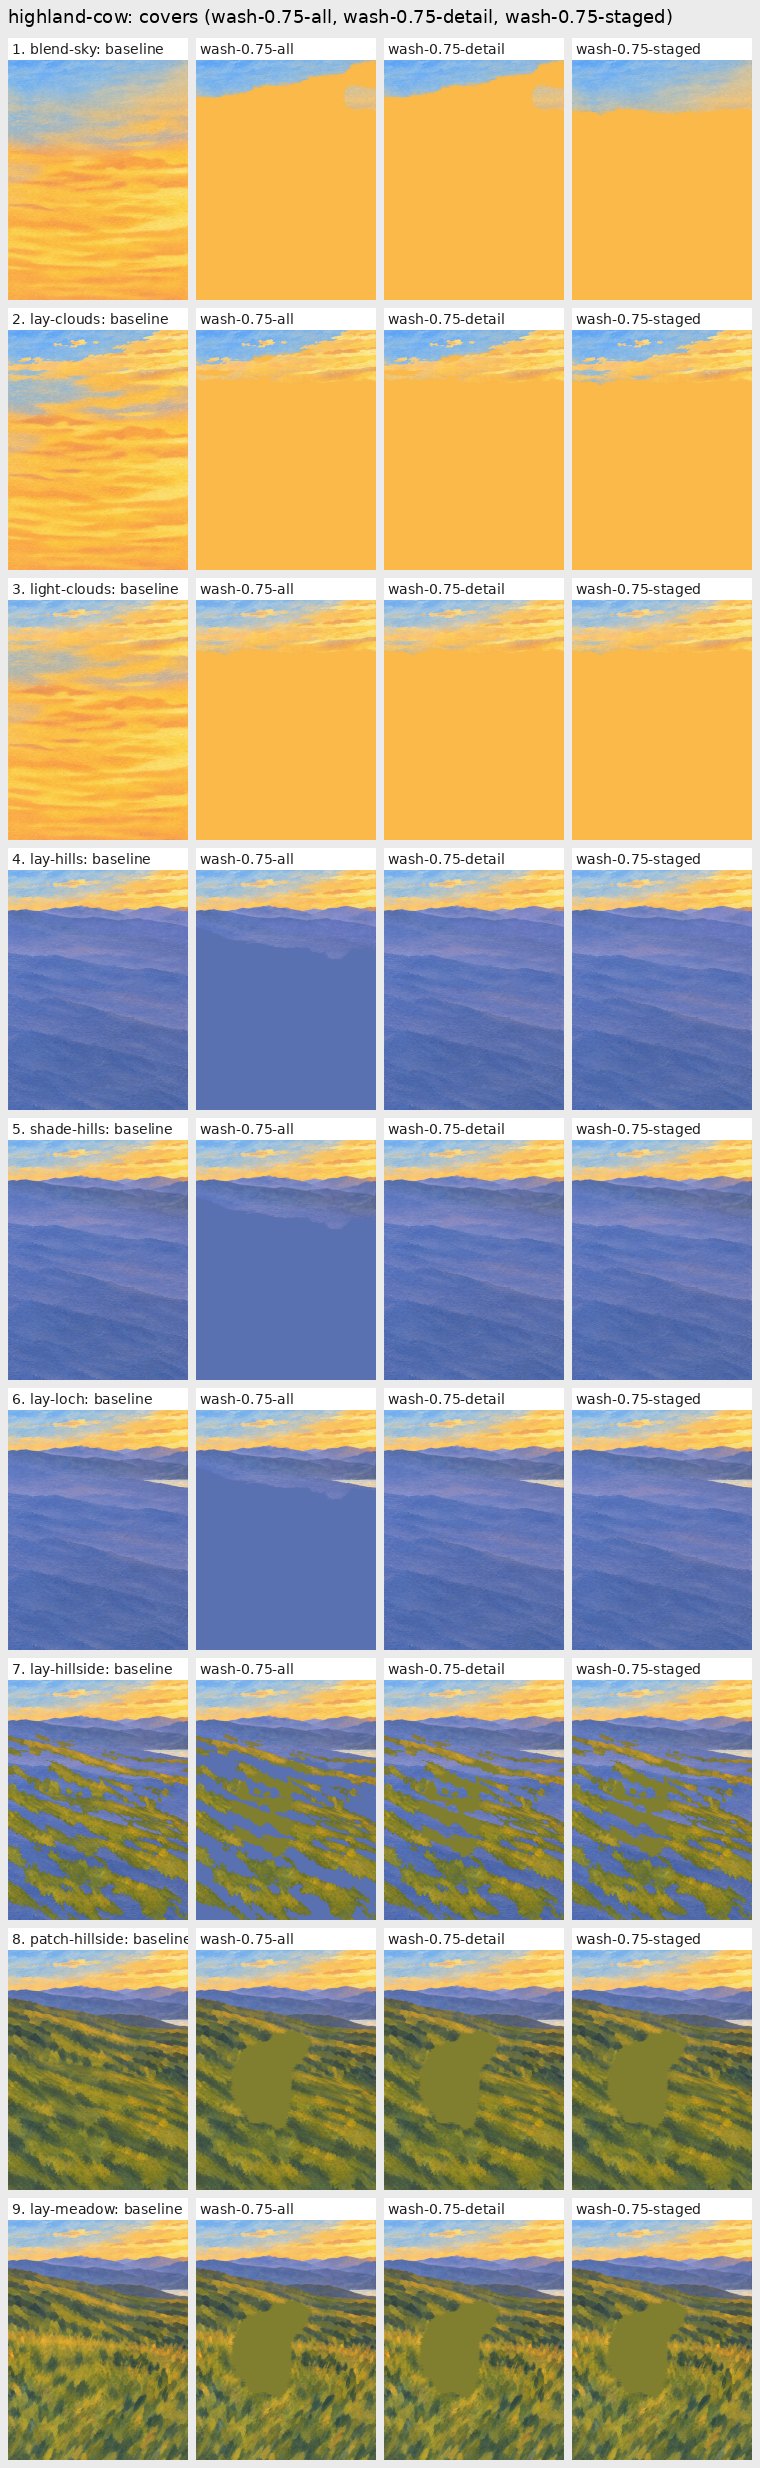 highland-cow: covers (wash-0.75-all, wash-0.75-detail, wash-0.75-staged)
1. blend-sky: baseline wash-0.75-all wash-0.75-detail wash-0.75-staged
2. lay-clouds: baseline wash-0.75-all wash-0.75-detail wash-0.75-staged
3. light-clouds: baseline wash-0.75-all wash-0.75-detail wash-0.75-staged
4. lay-hills: baseline wash-0.75-all wash-0.75-detail wash-0.75-staged
5. shade-hills: baseline wash-0.75-all wash-0.75-detail wash-0.75-staged
6. lay-loch: baseline wash-0.75-all wash-0.75-detail wash-0.75-staged
7. lay-hillside: baseline wash-0.75-all wash-0.75-detail wash-0.75-staged
8. patch-hillside: baseline wash-0.75-all wash-0.75-detail wash-0.75-staged
9. lay-meadow: baseline wash-0.75-all wash-0.75-detail wash-0.75-staged